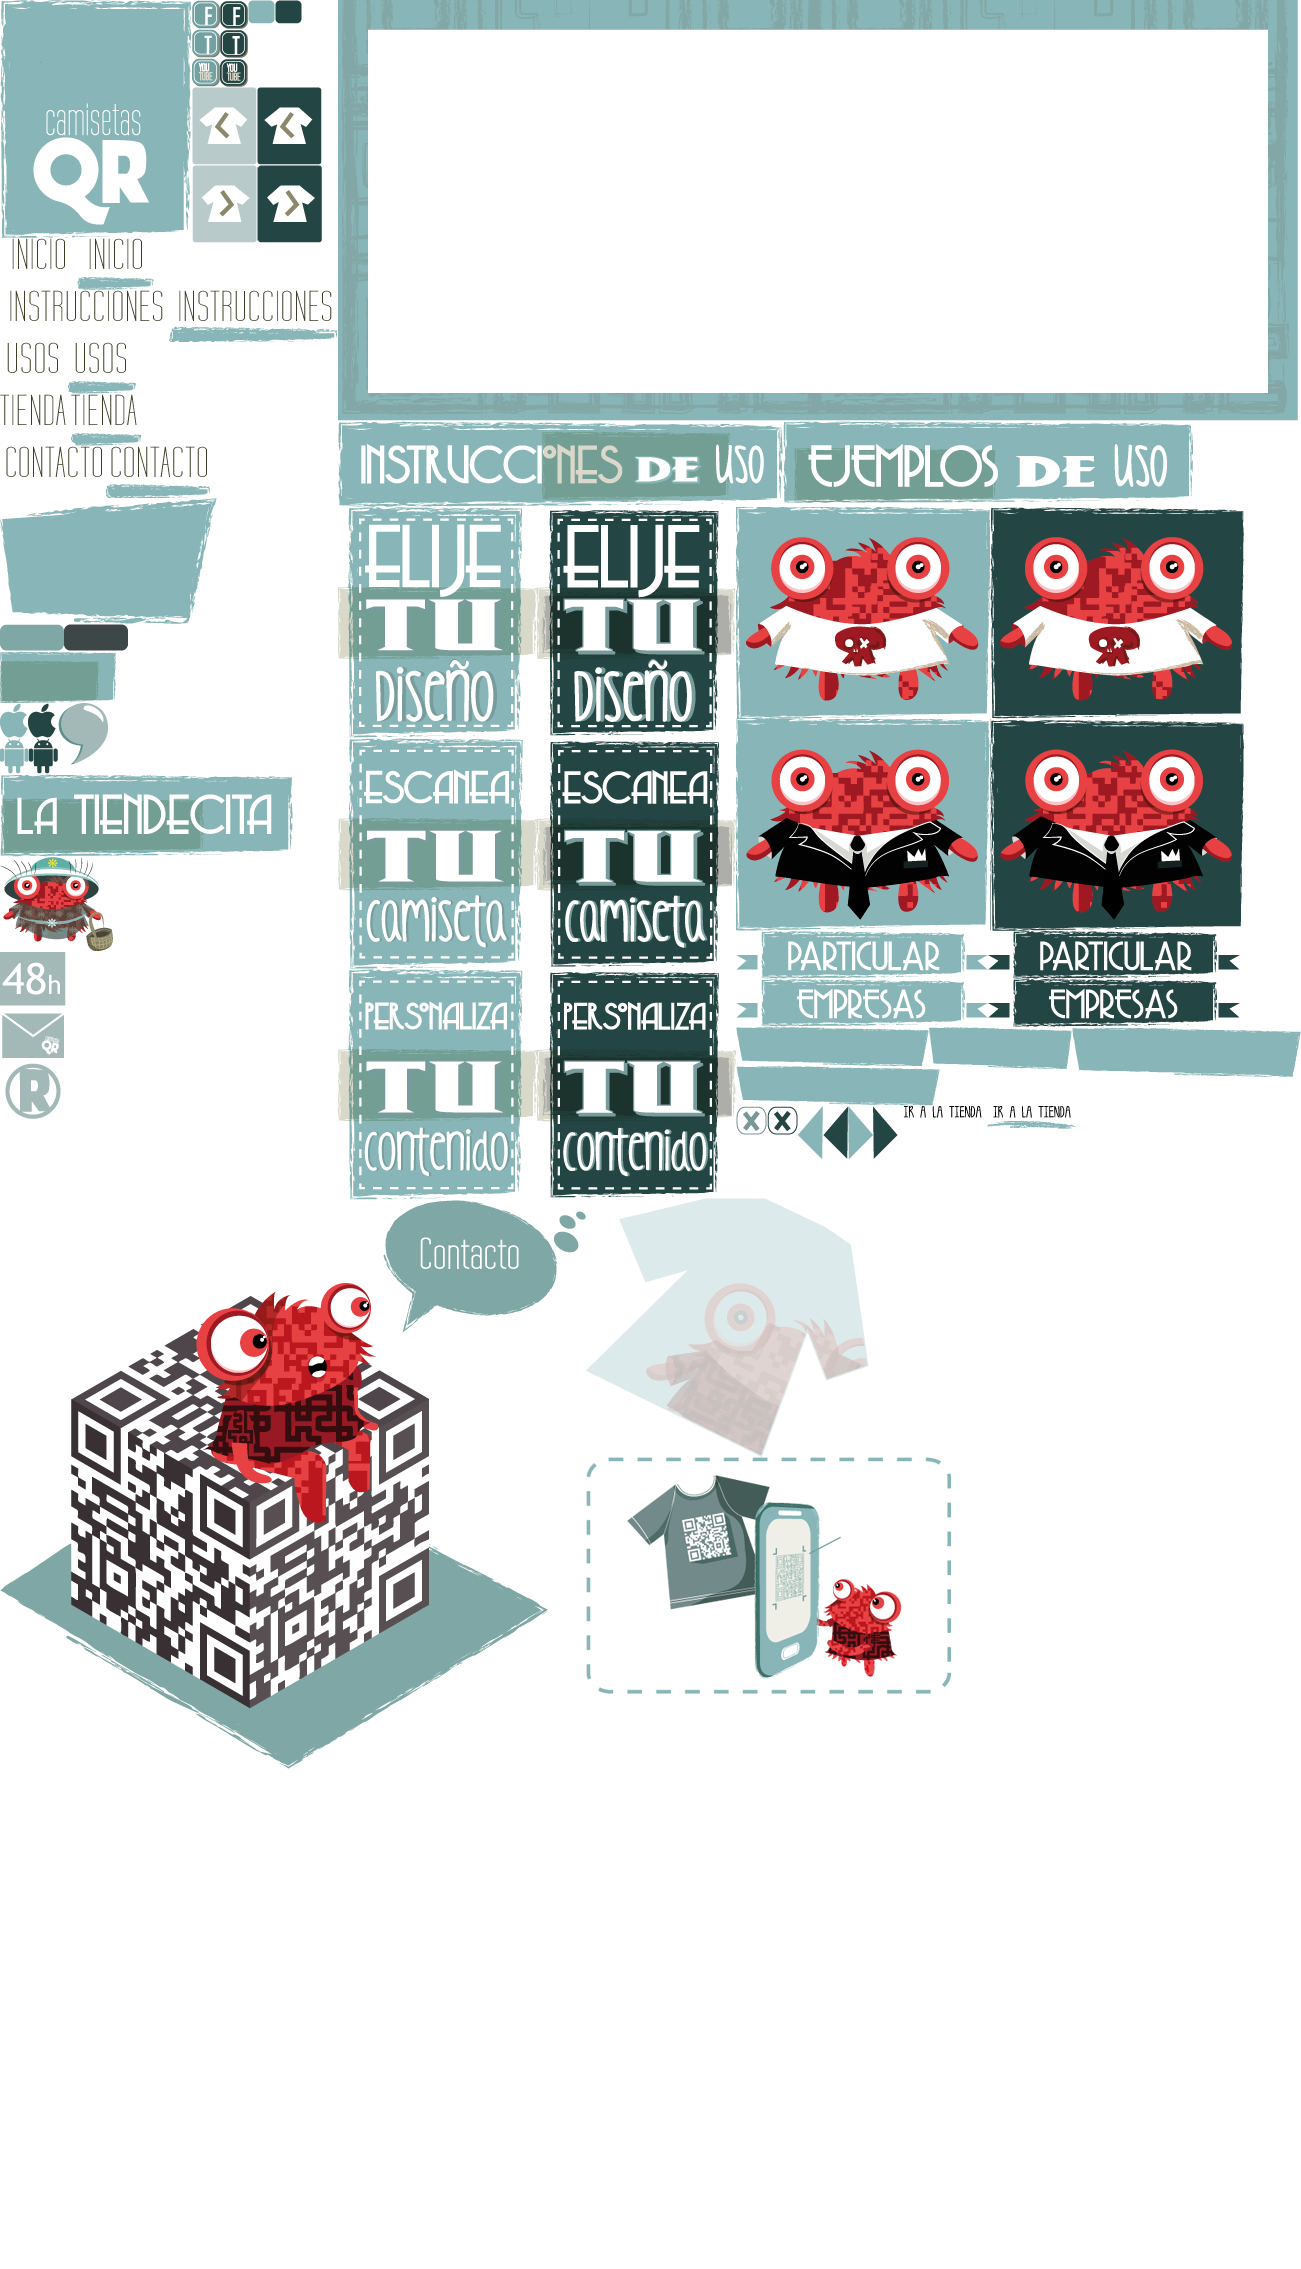 F F
T T
YOU TUBE YOU TUBE
camisetas
QR
INICIO INICIO
INSTRUCCIONES INSTRUCCIONES
USOS USOS
TIENDA TIENDA
CONTACTO CONTACTO
LA TIENDECITA
48h
QR
R
INSTRUCCIONES DE USO
EJEMPLOS DE USO
ELIJE
TU
diseño
ELIJE
TU
diseño
ESCANEA
TU
camiseta
ESCANEA
TU
camiseta
PERSONALIZA
TU
contenido
PERSONALIZA
TU
contenido
PARTICULAR PARTICULAR
EMPRESAS EMPRESAS
X X
IR A LA TIENDA IR A LA TIENDA
Contacto